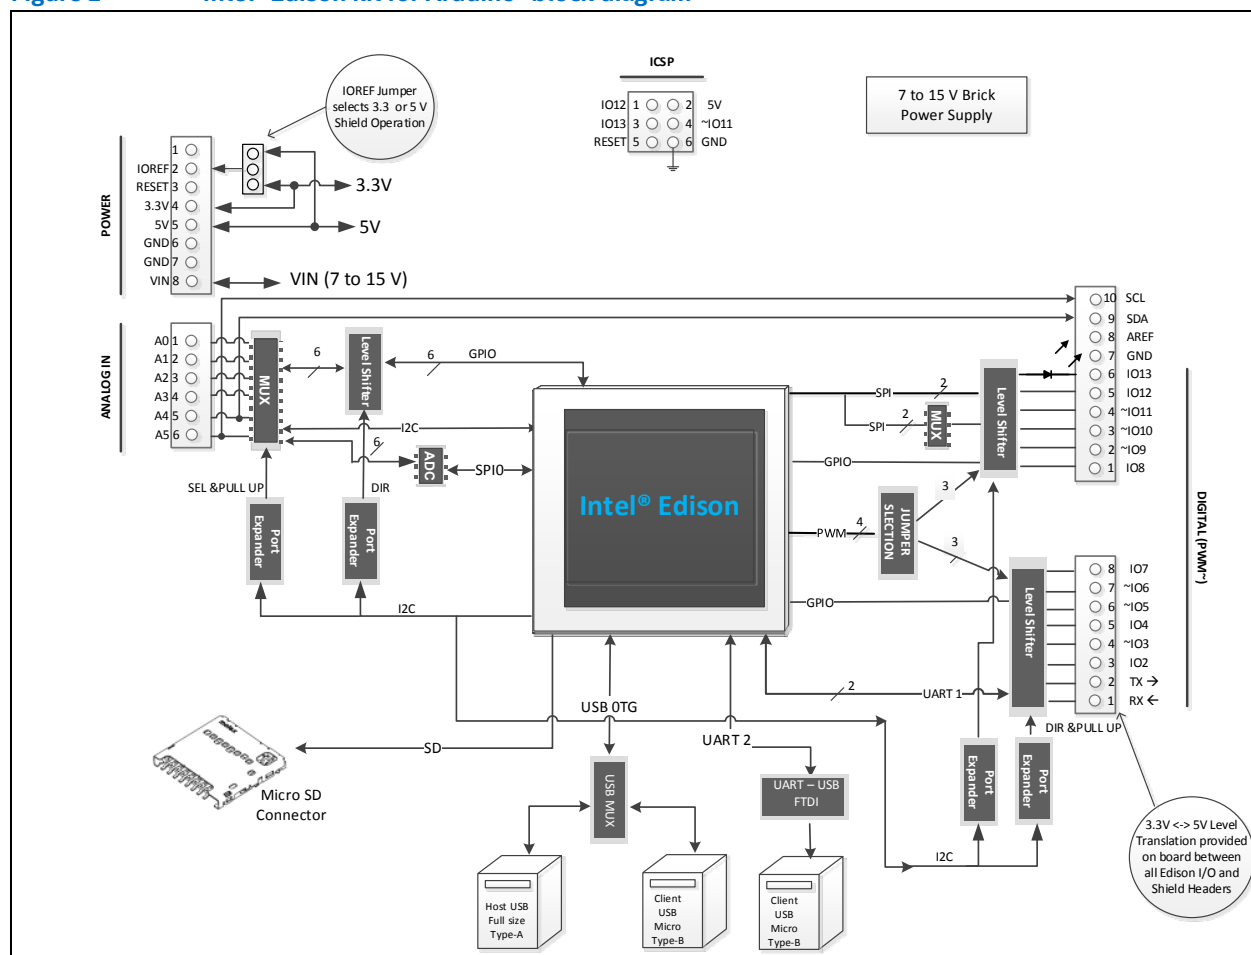 IOREF Jumper
selects 3.3 or 5 V
Shield Operation
ICSP
IO12 1 2 5V
IO13 3 4 ~IO11
RESET 5 6 GND
7 to 15 V Brick
Power Supply
POWER
1
IOREF 2
RESET 3
3.3V 4
5V 5
GND 6
GND 7
VIN 8
3.3V
5V
VIN (7 to 15 V)
ANALOG IN
A0 1
A1 2
A2 3
A3 4
A4 5
A5 6
MUX
6
Level Shifter
6
GPIO
I2C
6
ADC
SPI0
SEL &PULL UP
DIR
Port
Expander
Port
Expander
I2C
Intel® Edison
SPI
2
SPI
2
MUX
Level Shifter
GPIO
PWM
4
JUMPER
SLECTION
3
3
GPIO
Level Shifter
UART 1
2
10 SCL
9 SDA
8 AREF
7 GND
6 IO13
5 IO12
4 ~IO11
3 ~IO10
2 ~IO9
1 IO8
DIGITAL (PWM~)
8 IO7
7 ~IO6
6 ~IO5
5 IO4
4 ~IO3
3 IO2
2 TX →
1 RX ←
DIR &PULL UP
Port
Expander
Port
Expander
I2C
3.3V <-> 5V Level
Translation provided
on board between
all Edison I/O and
Shield Headers
USB 0TG
UART 2
SD
Micro SD
Connector
USB MUX
UART – USB
FTDI
Host USB
Full size
Type-A
Client
USB
Micro
Type-B
Client
USB
Micro
Type-B